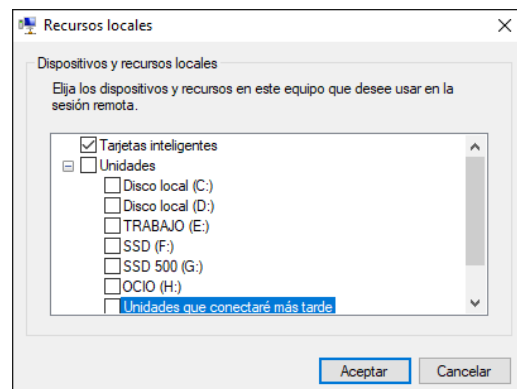 Recursos locales
Dispositivos y recursos locales
Elija los dispositivos y recursos en este equipo que desee usar en la
sesión remota.
Tarjetas inteligentes
Unidades
Disco local (C:)
Disco local (D:)
TRABAJO (E:)
SSD (F:)
SSD 500 (G:)
OCIO (H:)
Unidades que conectaré más tarde
Aceptar
Cancelar